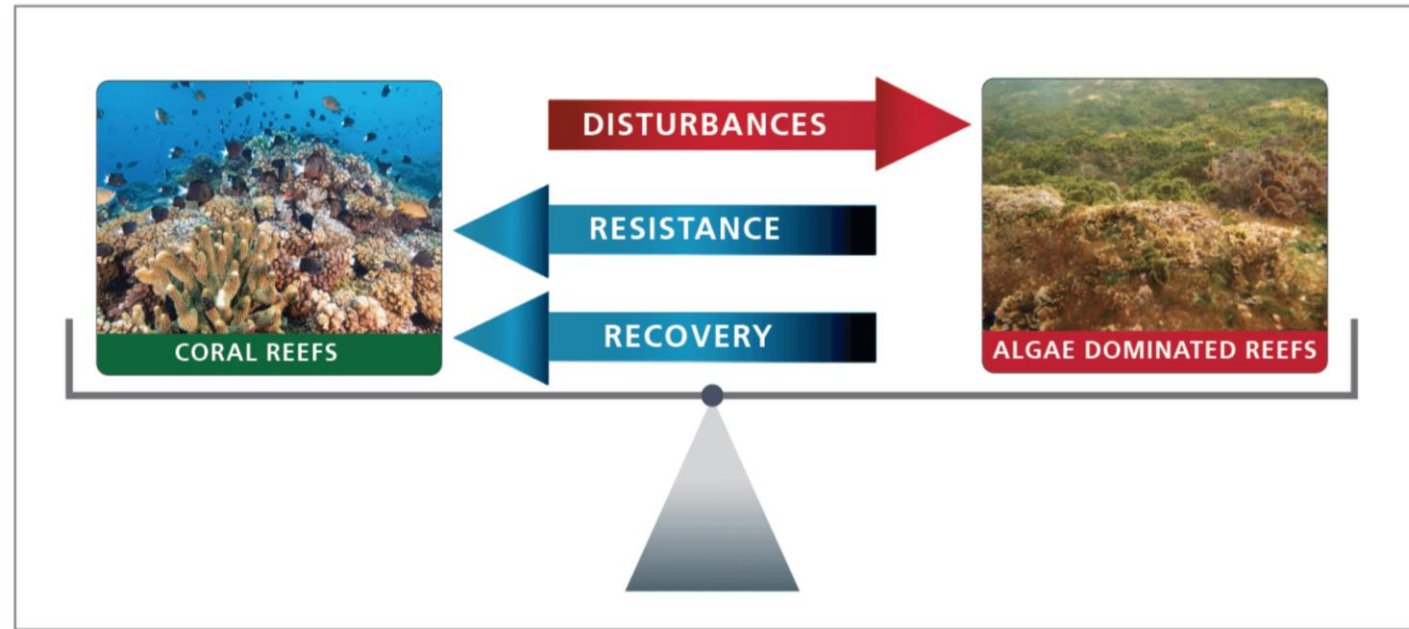 DISTURBANCES
RESISTANCE
RECOVERY
CORAL REEFS
ALGAE DOMINATED REEFS